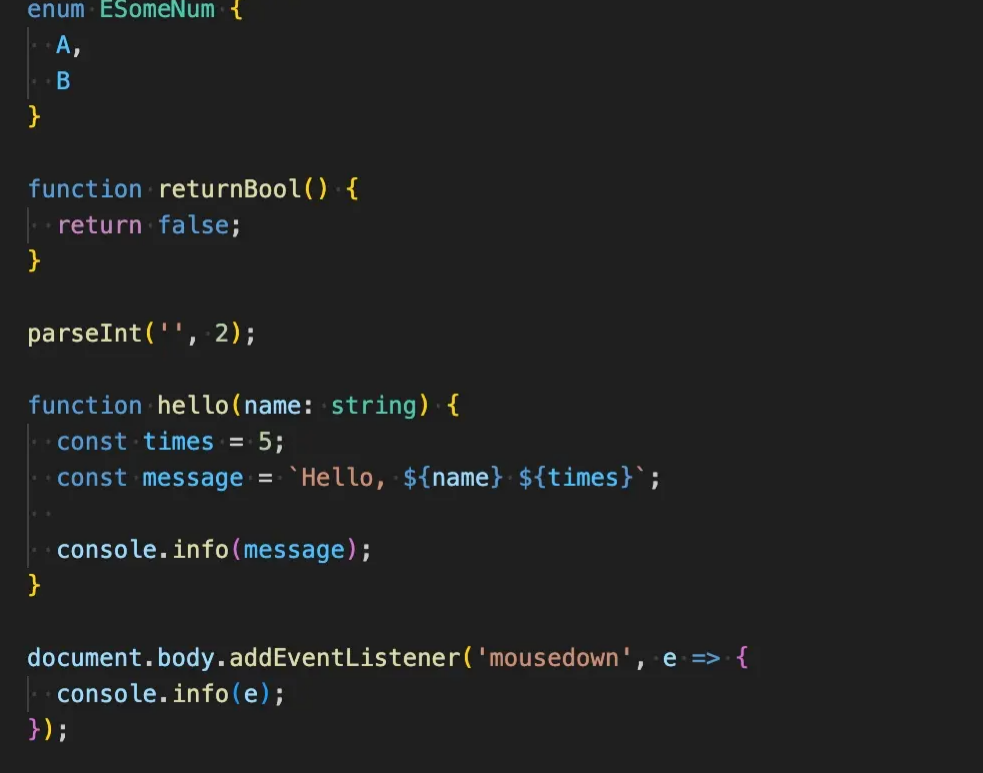 enum ESomeNum {
  A,
  B
}

function returnBool() {
  return false;
}

parseInt('', 2);

function hello(name: string) {
  const times = 5;
  const message = `Hello, ${name} ${times}`;
  
  console.info(message);
}

document.body.addEventListener('mousedown', e => {
  console.info(e);
});